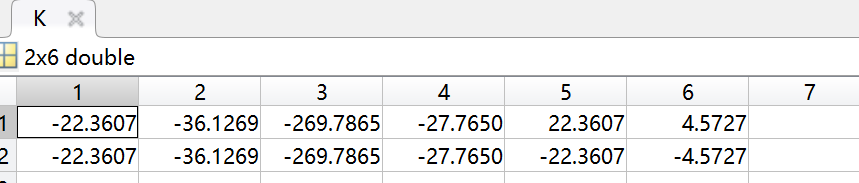 K
2x6 double
1 2 3 4 5 6 7
1 -22.3607 -36.1269 -269.7865 -27.7650 22.3607 4.5727
2 -22.3607 -36.1269 -269.7865 -27.7650 -22.3607 -4.5727